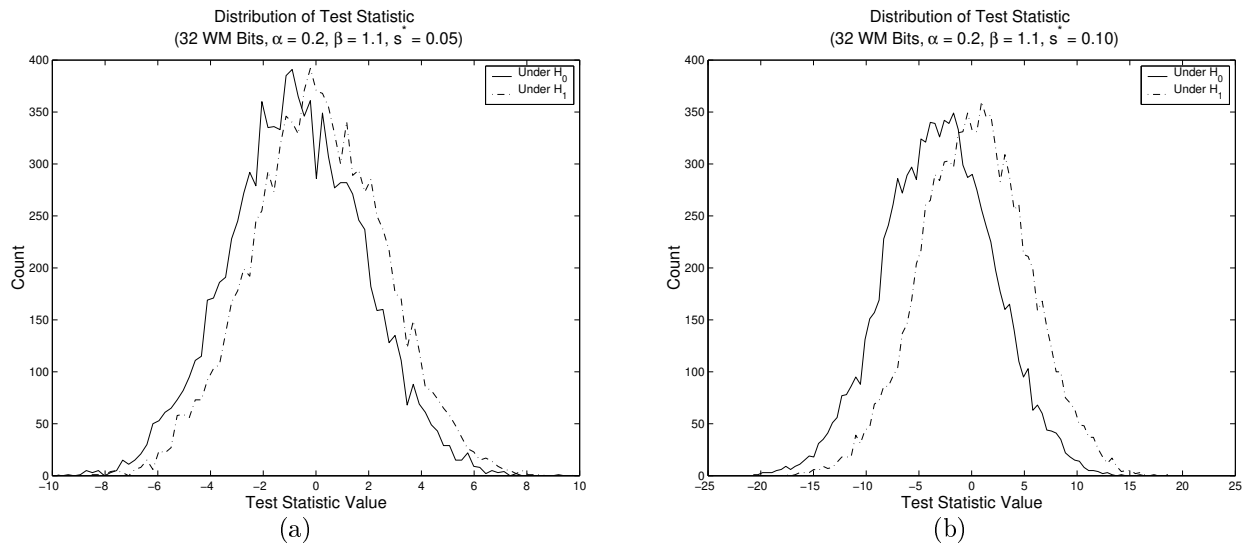 Distribution of Test Statistic
(32 WM Bits, α = 0.2, β = 1.1, s* = 0.05)
400
350
300
250
200
150
100
50
0
Count
Under H0
Under H1
−10 −8 −6 −4 −2 0 2 4 6 8 10
Test Statistic Value
(a)
Distribution of Test Statistic
(32 WM Bits, α = 0.2, β = 1.1, s* = 0.10)
400
350
300
250
200
150
100
50
0
Count
Under H0
Under H1
−25 −20 −15 −10 −5 0 5 10 15 20 25
Test Statistic Value
(b)